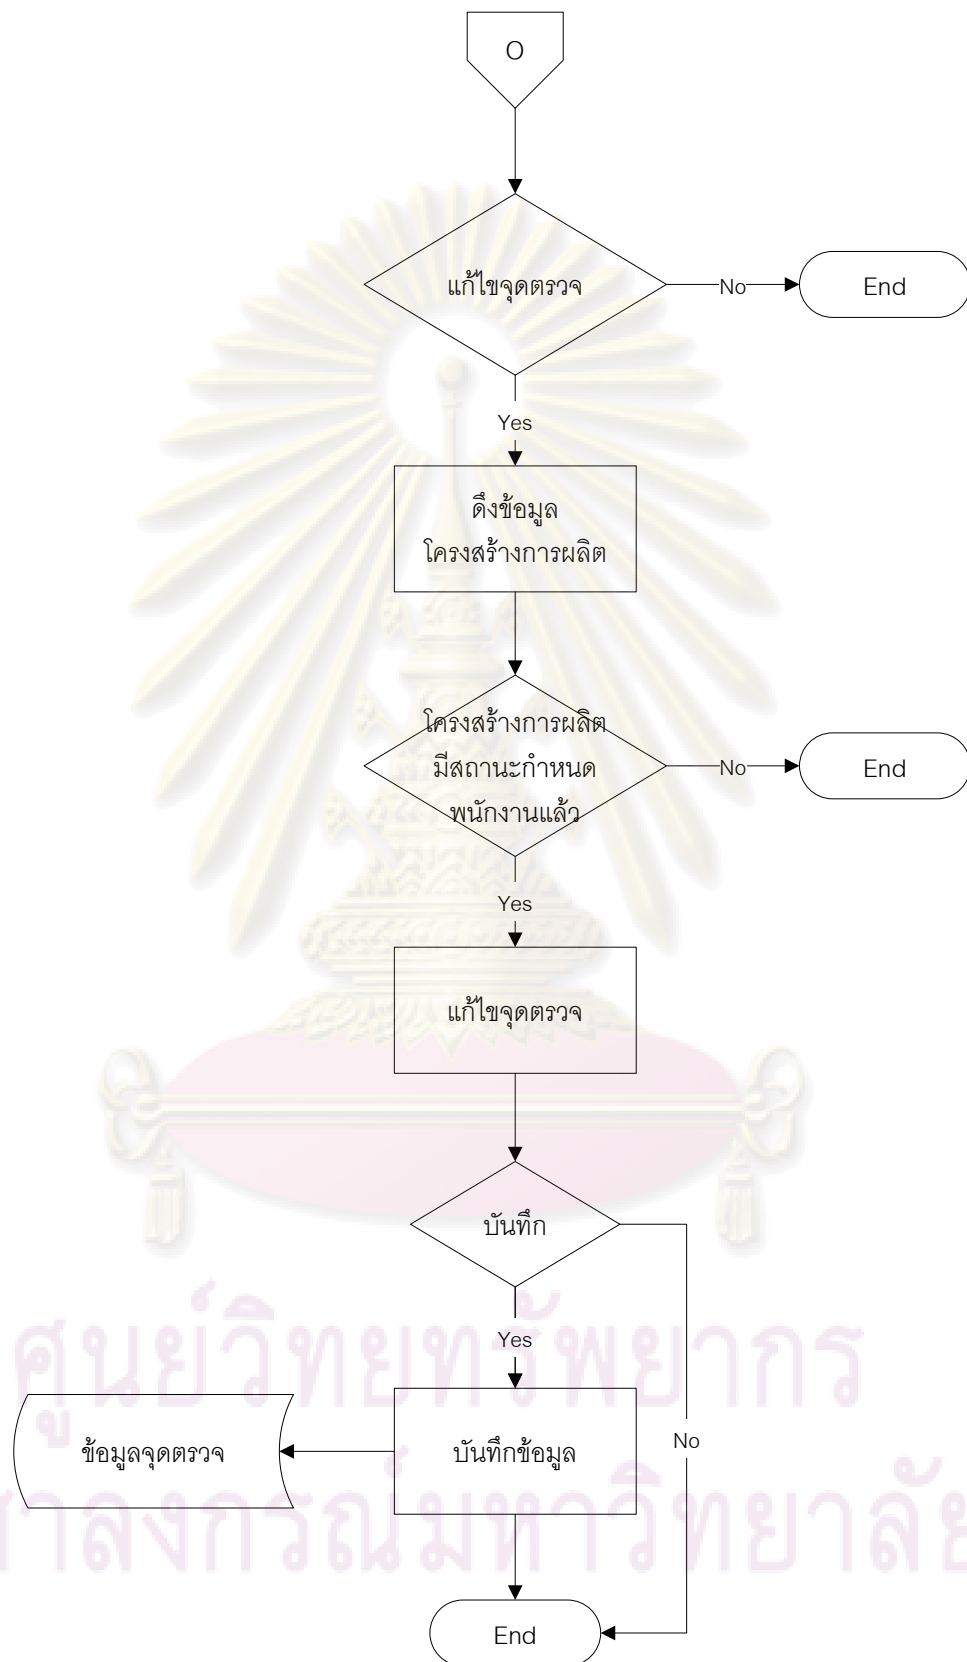 O
แก้ไขจุดตรวจ
No
End
Yes
ดึงข้อมูล
โครงสร้างการผลิต
โครงสร้างการผลิต
มีสถานะกำหนด
พนักงานแล้ว
No
End
Yes
แก้ไขจุดตรวจ
บันทึก
Yes
ศูนย์วิทยทรัพยากร
ข้อมูลจุดตรวจ
บันทึกข้อมูล
No
าลงกรณ์มหาวิทยาลัย
End